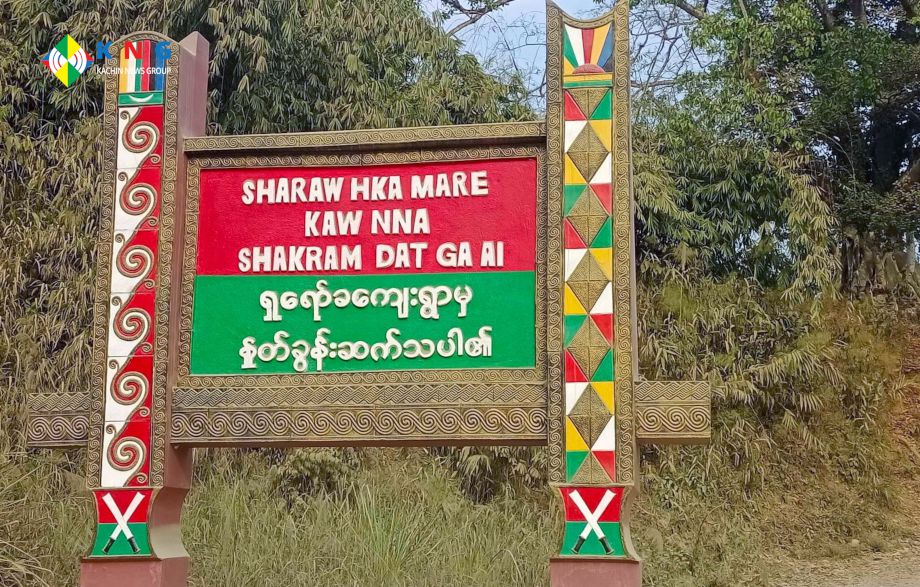 KNG
KACHIN NEWS GROUP
SHARAW HKA MARE
KAW NNA
SHAKRAM DAT GA AI
ရှုရော်ခကျေးရွာမှ
နှုတ်ခွန်းဆက်သပါ၏